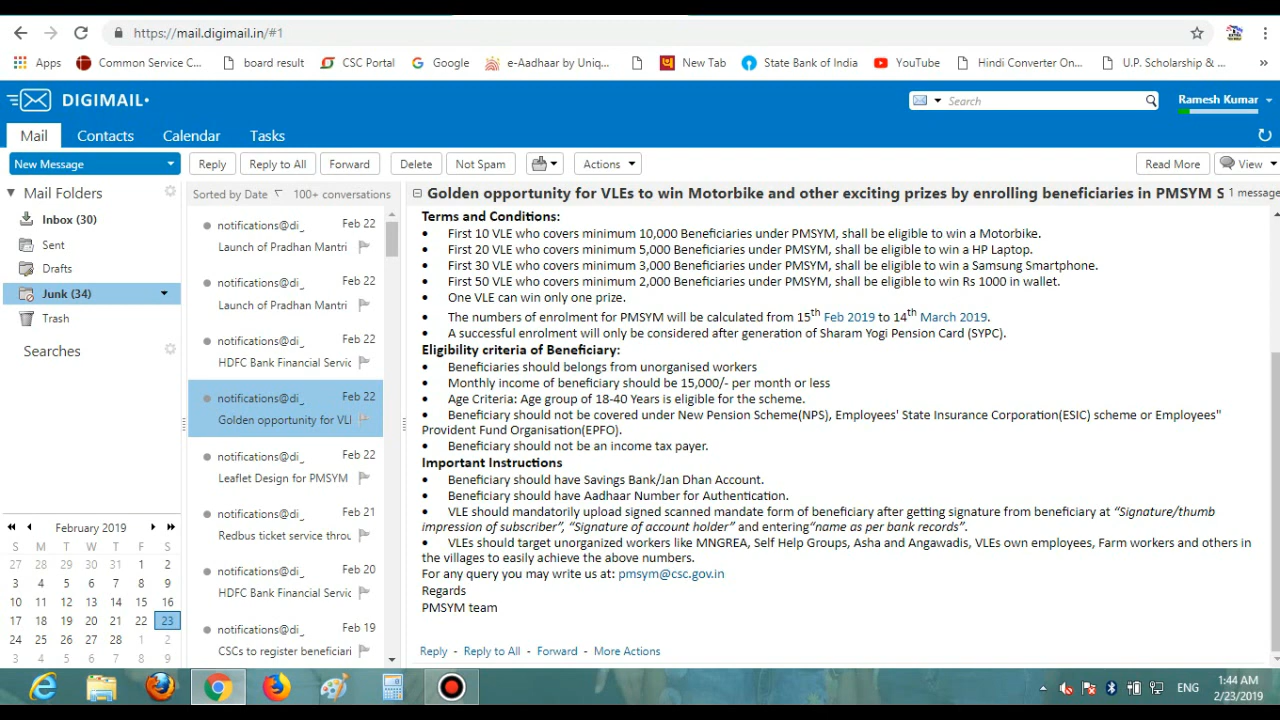 https://mail.digimail.in/#1
Apps Common Service C... board result CSC Portal Google e-Aadhaar by Uniq... New Tab State Bank of India YouTube Hindi Converter On... U.P. Scholarship & ... »
DIGIMAIL
Search
Ramesh Kumar
Mail Contacts Calendar Tasks
New Message Reply Reply to All Forward Delete Not Spam Actions Read More View
Mail Folders
Inbox (30)
Sent
Drafts
Junk (34)
Trash
Searches
February 2019
S M T W T F S
27 28 29 30 31 1 2
3 4 5 6 7 8 9
10 11 12 13 14 15 16
17 18 19 20 21 22 23
24 25 26 27 28 1 2
3 4 5 6 7 8 9
Sorted by Date 100+ conversations
notifications@di_ Feb 22
Launch of Pradhan Mantri
notifications@di_ Feb 22
Launch of Pradhan Mantri
notifications@di_ Feb 22
HDFC Bank Financial Servic
notifications@di_ Feb 22
Golden opportunity for VLI
notifications@di_ Feb 22
Leaflet Design for PMSYM
notifications@di_ Feb 21
Redbus ticket service throu
notifications@di_ Feb 20
HDFC Bank Financial Servic
notifications@di_ Feb 19
CSCs to register beneficiari
Golden opportunity for VLEs to win Motorbike and other exciting prizes by enrolling beneficiaries in PMSYM S 1 message
Terms and Conditions:
• First 10 VLE who covers minimum 10,000 Beneficiaries under PMSYM, shall be eligible to win a Motorbike.
• First 20 VLE who covers minimum 5,000 Beneficiaries under PMSYM, shall be eligible to win a HP Laptop.
• First 30 VLE who covers minimum 3,000 Beneficiaries under PMSYM, shall be eligible to win a Samsung Smartphone.
• First 50 VLE who covers minimum 2,000 Beneficiaries under PMSYM, shall be eligible to win Rs 1000 in wallet.
• One VLE can win only one prize.
• The numbers of enrolment for PMSYM will be calculated from 15th Feb 2019 to 14th March 2019.
• A successful enrolment will only be considered after generation of Sharam Yogi Pension Card (SYPC).
Eligibility criteria of Beneficiary:
• Beneficiaries should belongs from unorganised workers
• Monthly income of beneficiary should be 15,000/- per month or less
• Age Criteria: Age group of 18-40 Years is eligible for the scheme.
• Beneficiary should not be covered under New Pension Scheme(NPS), Employees' State Insurance Corporation(ESIC) scheme or Employees"
Provident Fund Organisation(EPFO).
• Beneficiary should not be an income tax payer.
Important Instructions
• Beneficiary should have Savings Bank/Jan Dhan Account.
• Beneficiary should have Aadhaar Number for Authentication.
• VLE should mandatorily upload signed scanned mandate form of beneficiary after getting signature from beneficiary at “Signature/thumb
impression of subscriber”, “Signature of account holder” and entering“name as per bank records”.
• VLEs should target unorganized workers like MNGREA, Self Help Groups, Asha and Angawadis, VLEs own employees, Farm workers and others in
the villages to easily achieve the above numbers.
For any query you may write us at: pmsym@csc.gov.in
Regards
PMSYM team
Reply - Reply to All - Forward - More Actions
ENG
1:44 AM
2/23/2019